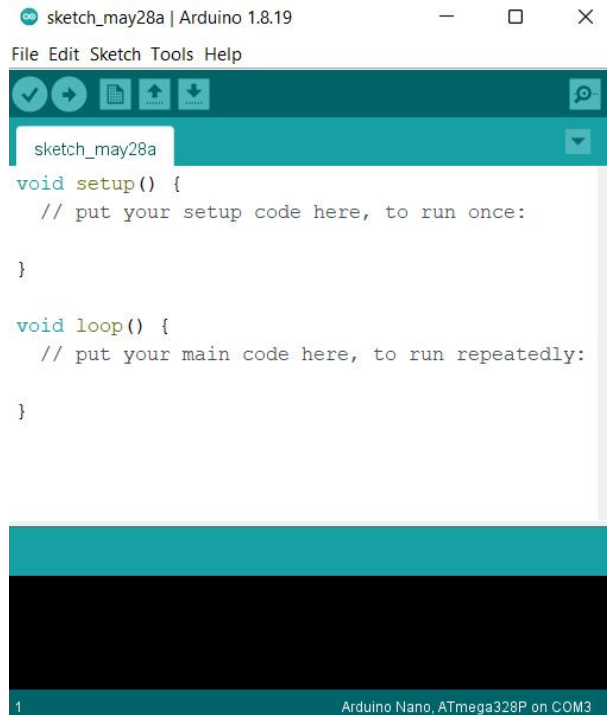 sketch_may28a | Arduino 1.8.19
File Edit Sketch Tools Help
sketch_may28a
void setup() {
  // put your setup code here, to run once:
}
void loop() {
  // put your main code here, to run repeatedly:
}
1 Arduino Nano, ATmega328P on COM3